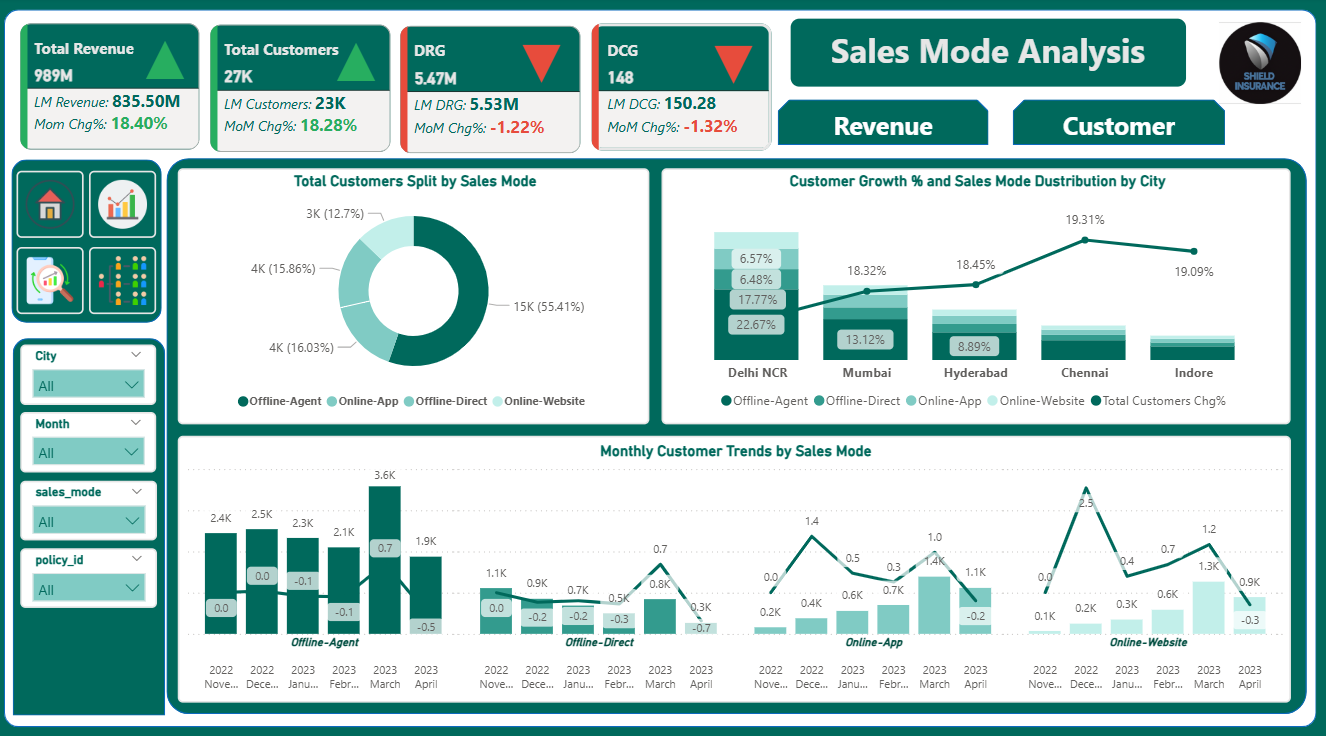 Total Revenue
989M
LM Revenue: 835.50M
Mom Chg%: 18.40%
Total Customers
27K
LM Customers: 23K
MoM Chg%: 18.28%
DRG
5.47M
LM DRG: 5.53M
MoM Chg%: -1.22%
DCG
148
LM DCG: 150.28
MoM Chg%: -1.32%
Sales Mode Analysis
Revenue
Customer
SHIELD
INSURANCE
City
All
Month
All
sales_mode
All
policy_id
All
Total Customers Split by Sales Mode
3K (12.7%)
4K (15.86%)
15K (55.41%)
4K (16.03%)
Offline-Agent Online-App Offline-Direct Online-Website
Customer Growth % and Sales Mode Dustribution by City
19.31%
6.57%
18.32%
18.45%
19.09%
6.48%
17.77%
22.67%
13.12%
8.89%
Delhi NCR Mumbai Hyderabad Chennai Indore
Offline-Agent Offline-Direct Online-App Online-Website Total Customers Chg%
Monthly Customer Trends by Sales Mode
2.4K 2.5K 2.3K 2.1K 3.6K 1.9K
0.0 0.0 -0.1 -0.1 0.7 -0.5
Offline-Agent
2022 2022 2023 2023 2023 2023
Nove... Dece... Janu... Febr... March April
1.1K 0.9K 0.7K 0.5K 0.8K 0.3K
0.0 -0.2 -0.2 -0.3 0.7 -0.7
Offline-Direct
2022 2022 2023 2023 2023 2023
Nove... Dece... Janu... Febr... March April
0.0 1.4 0.5 0.3 1.0 -0.2
0.2K 0.4K 0.6K 0.7K 1.4K 1.1K
Online-App
2022 2022 2023 2023 2023 2023
Nove... Dece... Janu... Febr... March April
0.0 2.5 0.4 0.7 1.2 -0.3
0.1K 0.2K 0.3K 0.6K 1.3K 0.9K
Online-Website
2022 2022 2023 2023 2023 2023
Nove... Dece... Janu... Febr... March April